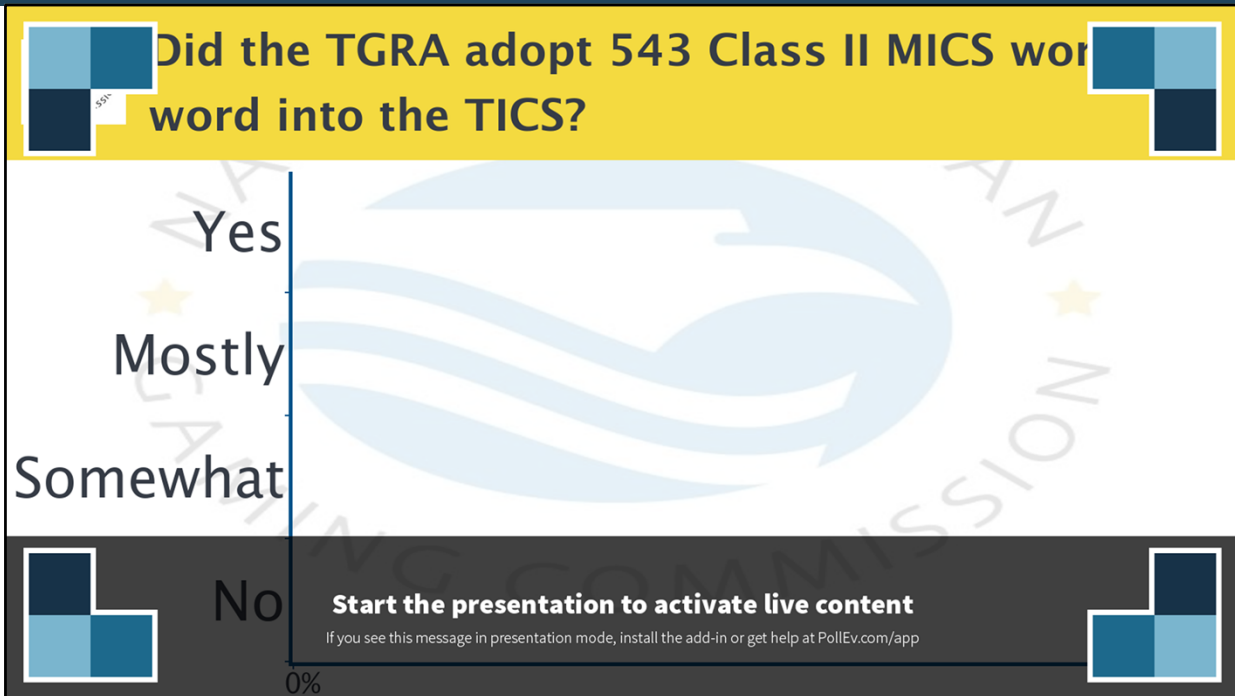 Did the TGRA adopt 543 Class II MICS
word into the TICS?
Yes
Mostly
Somewhat
No
Start the presentation to activate live content
If you see this message in presentation mode, install the add-in or get help at PollEv.com/app
0%
GAMING COMMISSION